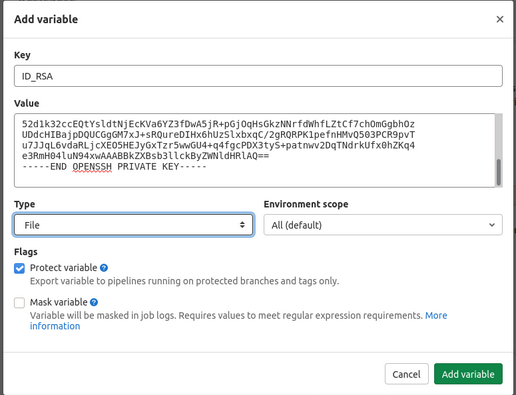 Add variable
Key
ID_RSA
Value
52d1k32ccEQtYsldtNjEcKVa6YZ3fDwA5jR+pGjOqHsGkzNNrfdWhfLZtCf7chOmGgbhOz
UDdcHIBajpDQUCGgGM7xJ+sRQureDIHx6hUzSlxbxqC/2gRQRPK1pefnHMvQ503PCR9pvT
u7JJqL6vdaRLjcXEO5HEJyGxTzr5wwGU4+q4fgcPDX3tyS+patnwv2DqTNdrkUfx0hZKq4
e3RmH04luN94xwAAABBkZXBsb3llckByZWNldHRlAQ==
-----END OPENSSH PRIVATE KEY-----
Type
Environment scope
File
All (default)
Flags
Protect variable
Export variable to pipelines running on protected branches and tags only.
Mask variable
Variable will be masked in job logs. Requires values to meet regular expression requirements. More
information
Cancel
Add variable